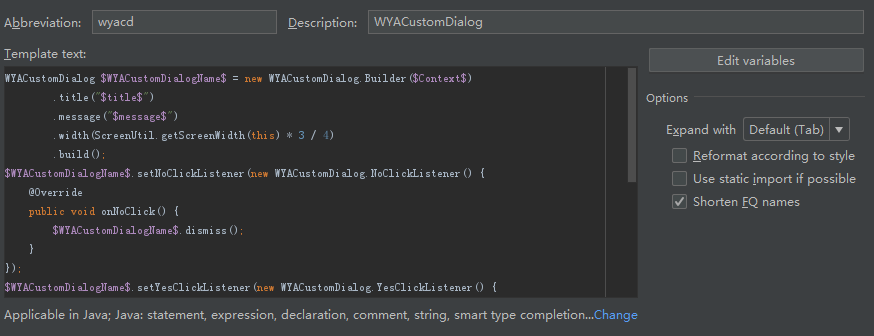 Abbreviation: wyacd Description: WYACustomDialog
Template text:
WYACustomDialog $WYACustomDialogName$ = new WYACustomDialog.Builder($Context$)
.title("$title$")
.message("$message$")
.width(ScreenUtil.getScreenWidth(this) * 3 / 4)
.build();
$WYACustomDialogName$.setNoClickListener(new WYACustomDialog.NoClickListener() {
@Override
public void onNoClick() {
$WYACustomDialogName$.dismiss();
}
});
$WYACustomDialogName$.setYesClickListener(new WYACustomDialog.YesClickListener() {
Edit variables
Options
Expand with Default (Tab)
Reformat according to style
Use static import if possible
Shorten FQ names
Applicable in Java; Java: statement, expression, declaration, comment, string, smart type completion...Change